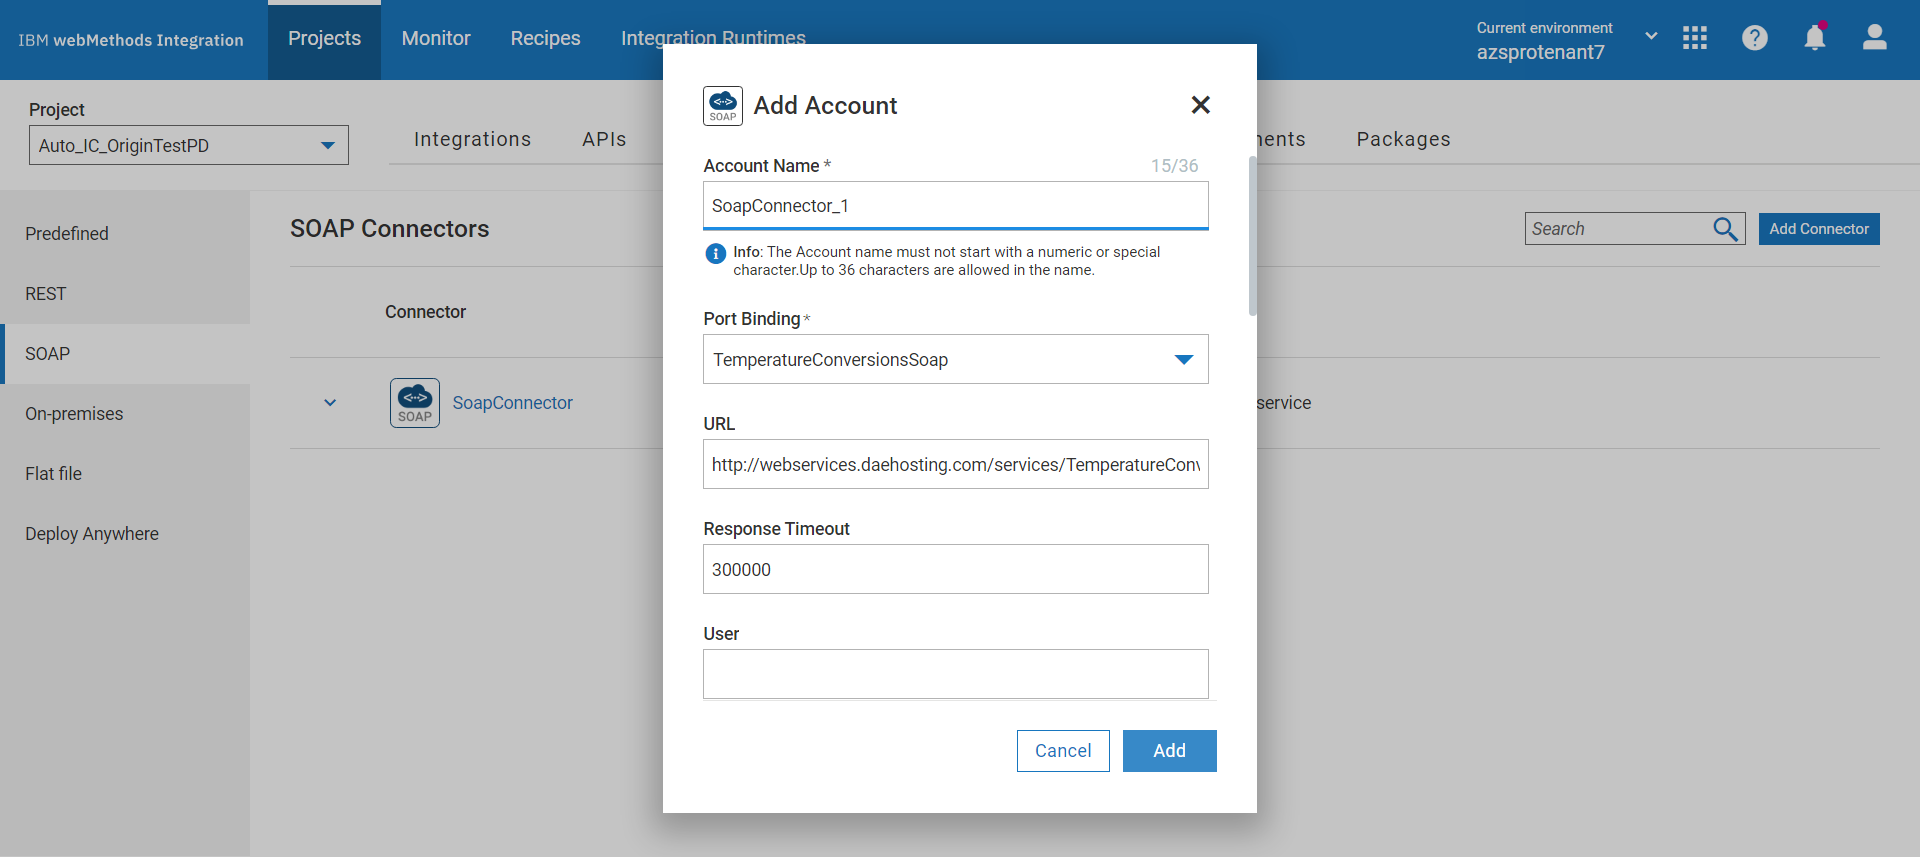 IBM webMethods Integration
Projects
Monitor
Recipes
Integration Runtimes
Current environment
azsprotenant7
Project
Auto_IC_OriginTestPD
Integrations
APIs
Packages
Predefined
REST
SOAP
On-premises
Flat file
Deploy Anywhere
SOAP Connectors
Search
Add Connector
Connector
SOAP
SoapConnector
service
SOAP
Add Account
Account Name *
15/36
SoapConnector_1
Info: The Account name must not start with a numeric or special
character.Up to 36 characters are allowed in the name.
Port Binding *
TemperatureConversionsSoap
URL
http://webservices.daehosting.com/services/TemperatureConv
Response Timeout
300000
User
Cancel
Add